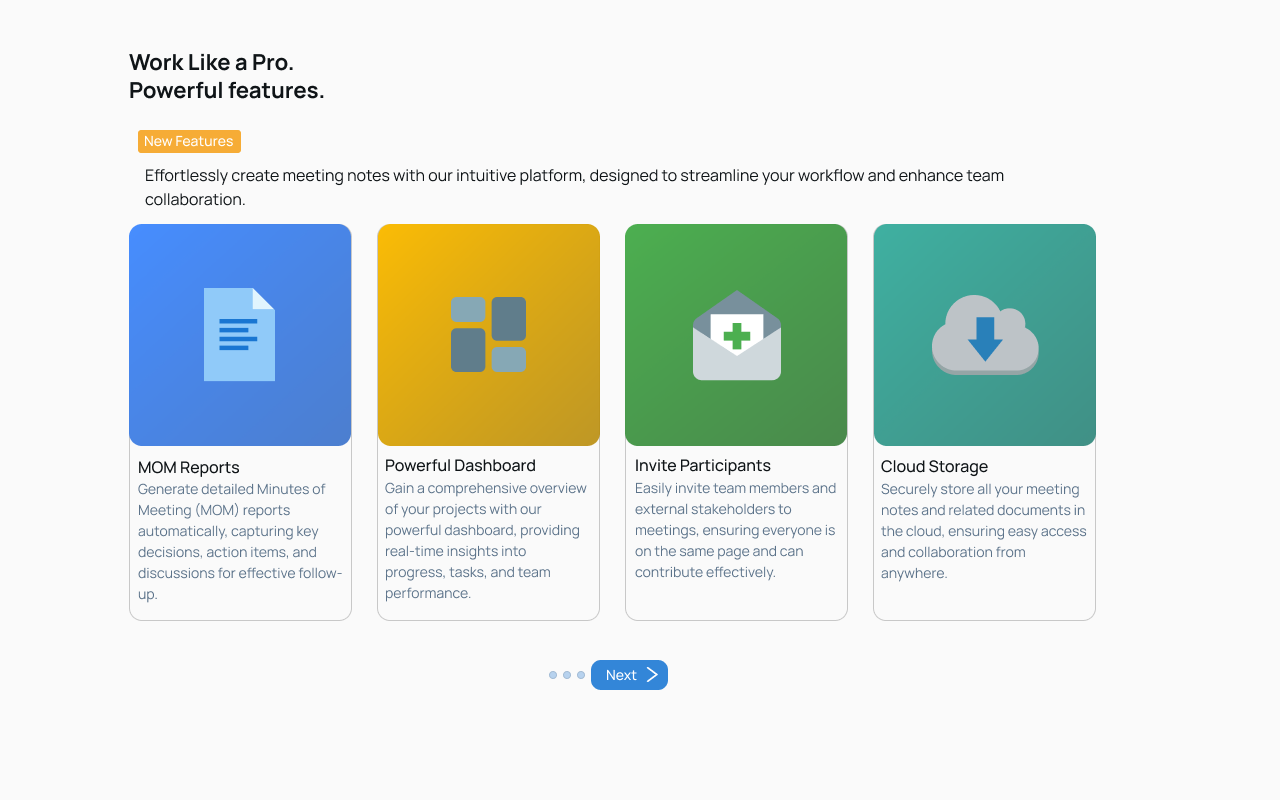 Work Like a Pro.
Powerful features.
New Features
Effortlessly create meeting notes with our intuitive platform, designed to streamline your workflow and enhance team
collaboration.
MOM Reports
Generate detailed Minutes of
Meeting (MOM) reports
automatically, capturing key
decisions, action items, and
discussions for effective follow-
up.
Powerful Dashboard
Gain a comprehensive overview
of your projects with our
powerful dashboard, providing
real-time insights into
progress, tasks, and team
performance.
Invite Participants
Easily invite team members and
external stakeholders to
meetings, ensuring everyone is
on the same page and can
contribute effectively.
Cloud Storage
Securely store all your meeting
notes and related documents in
the cloud, ensuring easy access
and collaboration from
anywhere.
Next